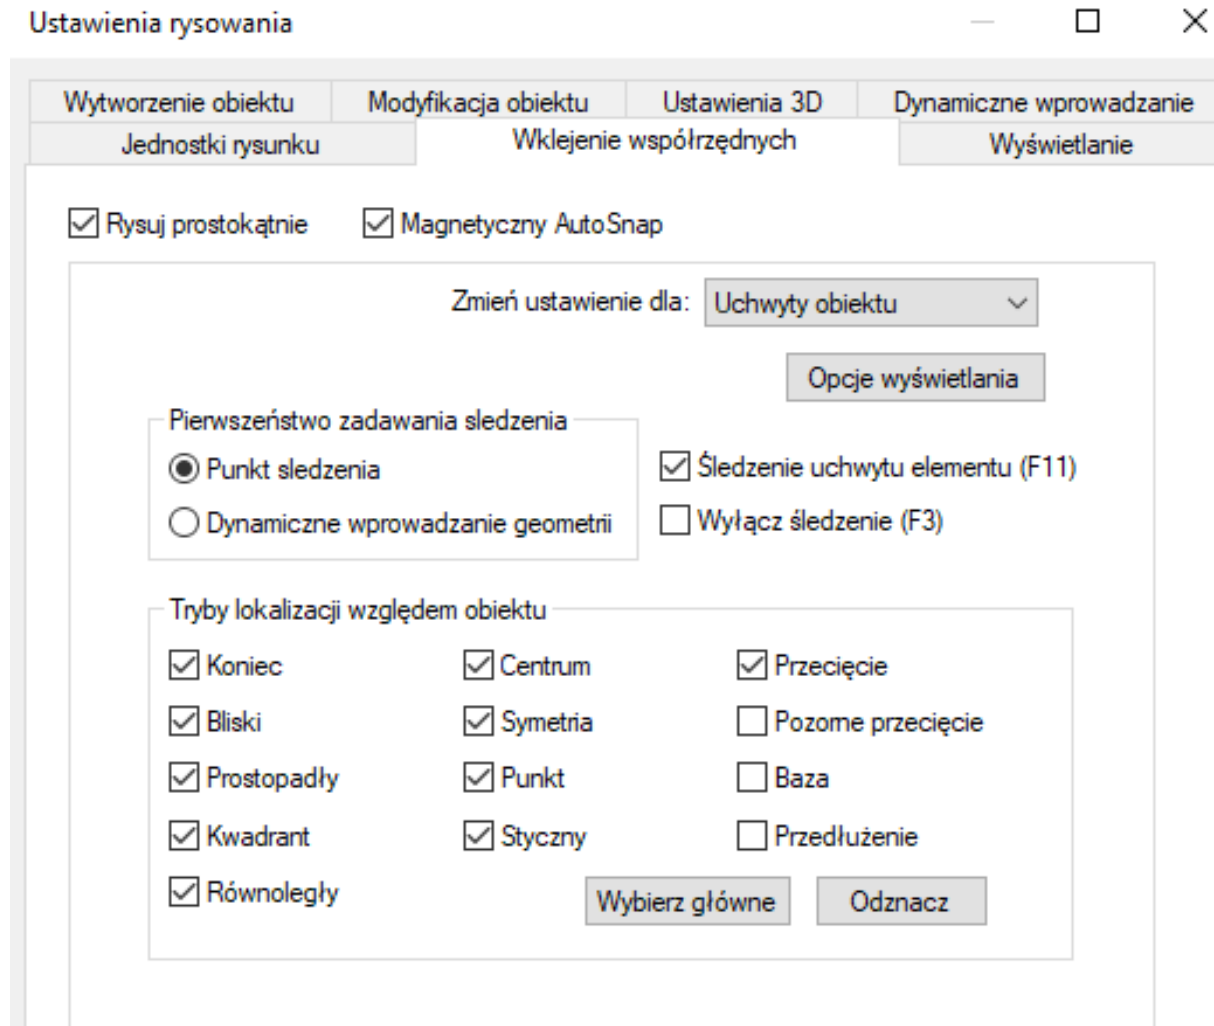 Ustawienia rysowania
Wytworzenie obiektu Modyfikacja obiektu Ustawienia 3D Dynamiczne wprowadzanie
Jednostki rysunku Wklejenie współrzędnych Wyświetlanie
Rysuj prostokątnie Magnetyczny AutoSnap
Zmień ustawienie dla: Uchwyty obiektu
Opcje wyświetlania
Pierwszeństwo zadawania sledzenia
Punkt sledzenia Śledzenie uchwytu elementu (F11)
Dynamiczne wprowadzanie geometrii Wyłącz śledzenie (F3)
Tryby lokalizacji względem obiektu
Koniec Centrum Przecięcie
Bliski Symetria Pozorne przecięcie
Prostopadły Punkt Baza
Kwadrant Styczny Przedłużenie
Równoległy Wybierz główne Odznacz